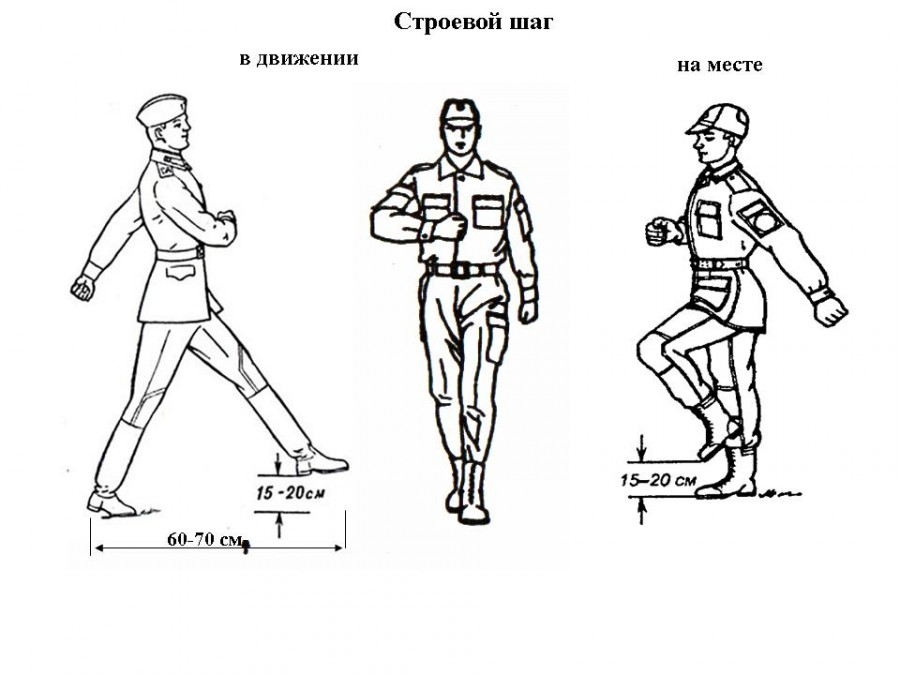 Строевой шаг
в движении
на месте
15-20см
15–20 см
60-70 см